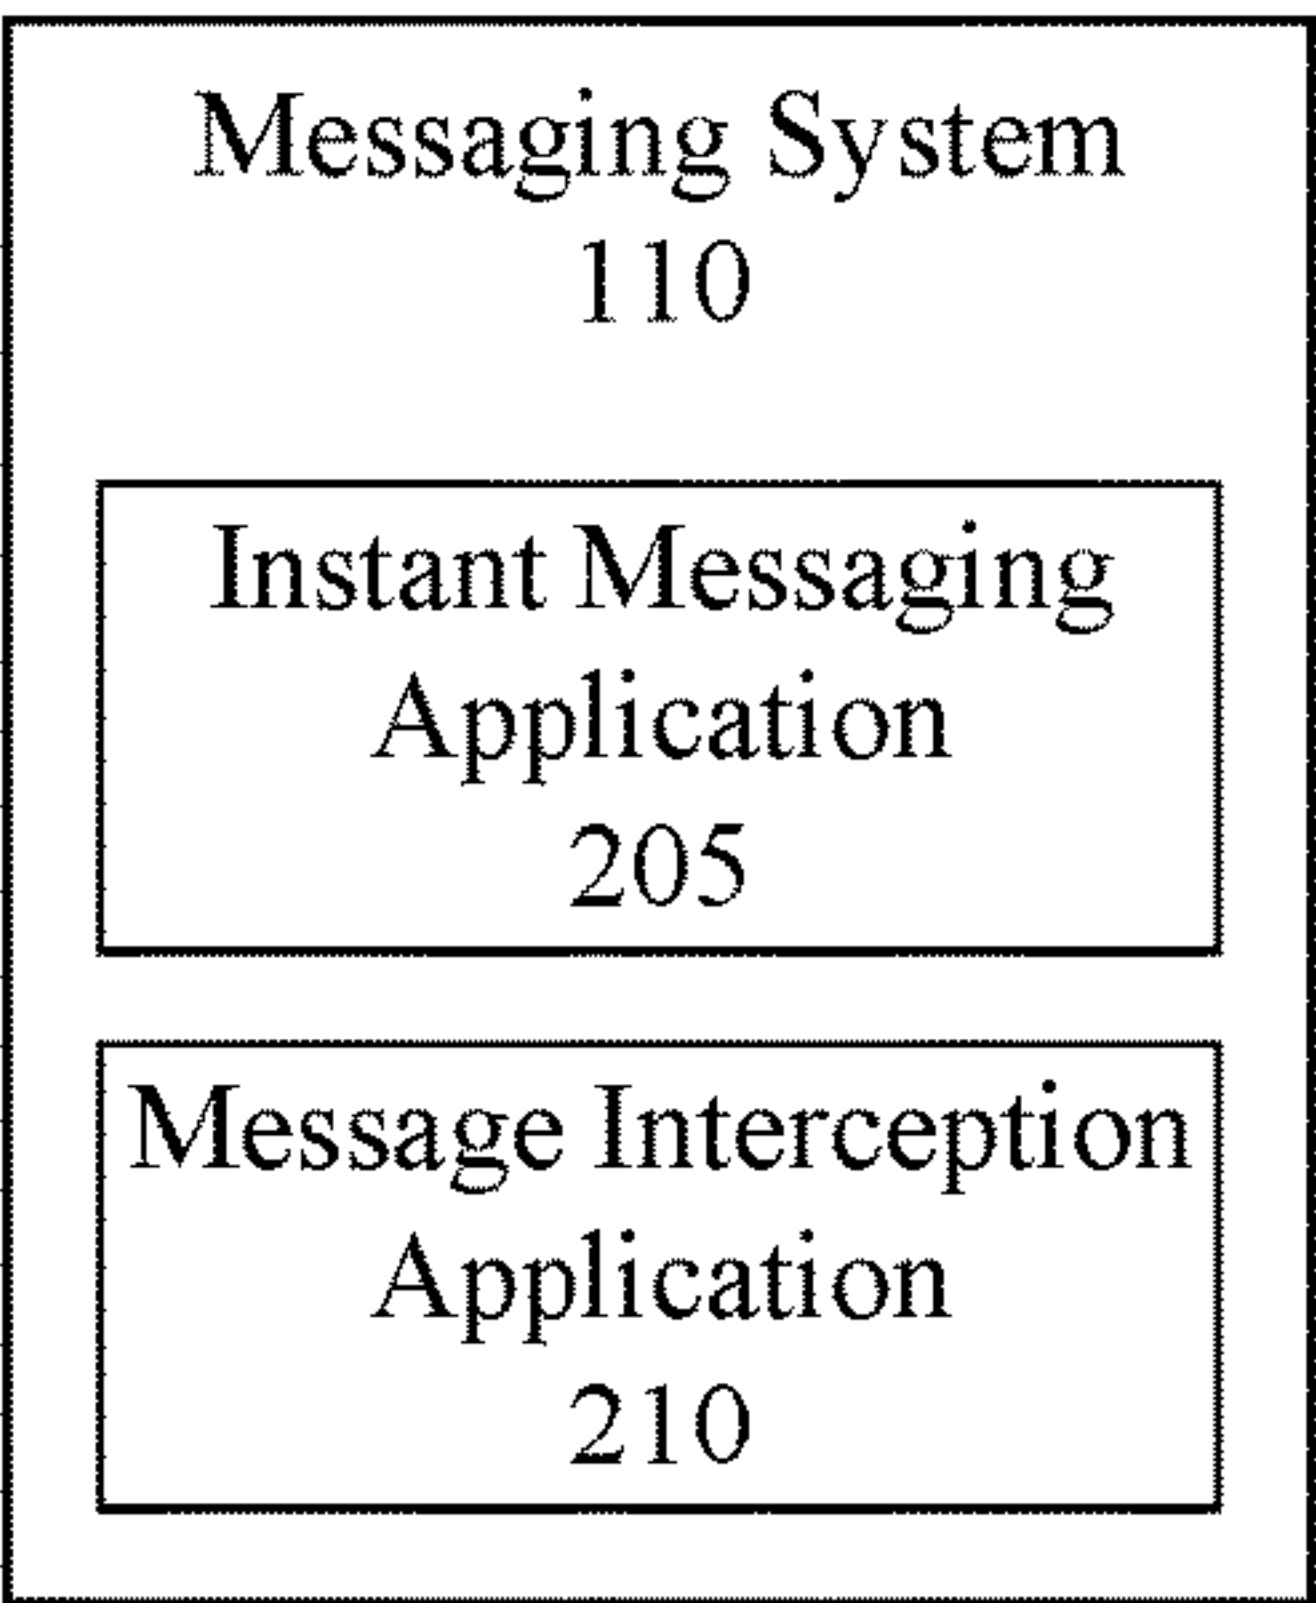 Messaging System
110
Instant Messaging
Application
205
Message Interception
Application
210